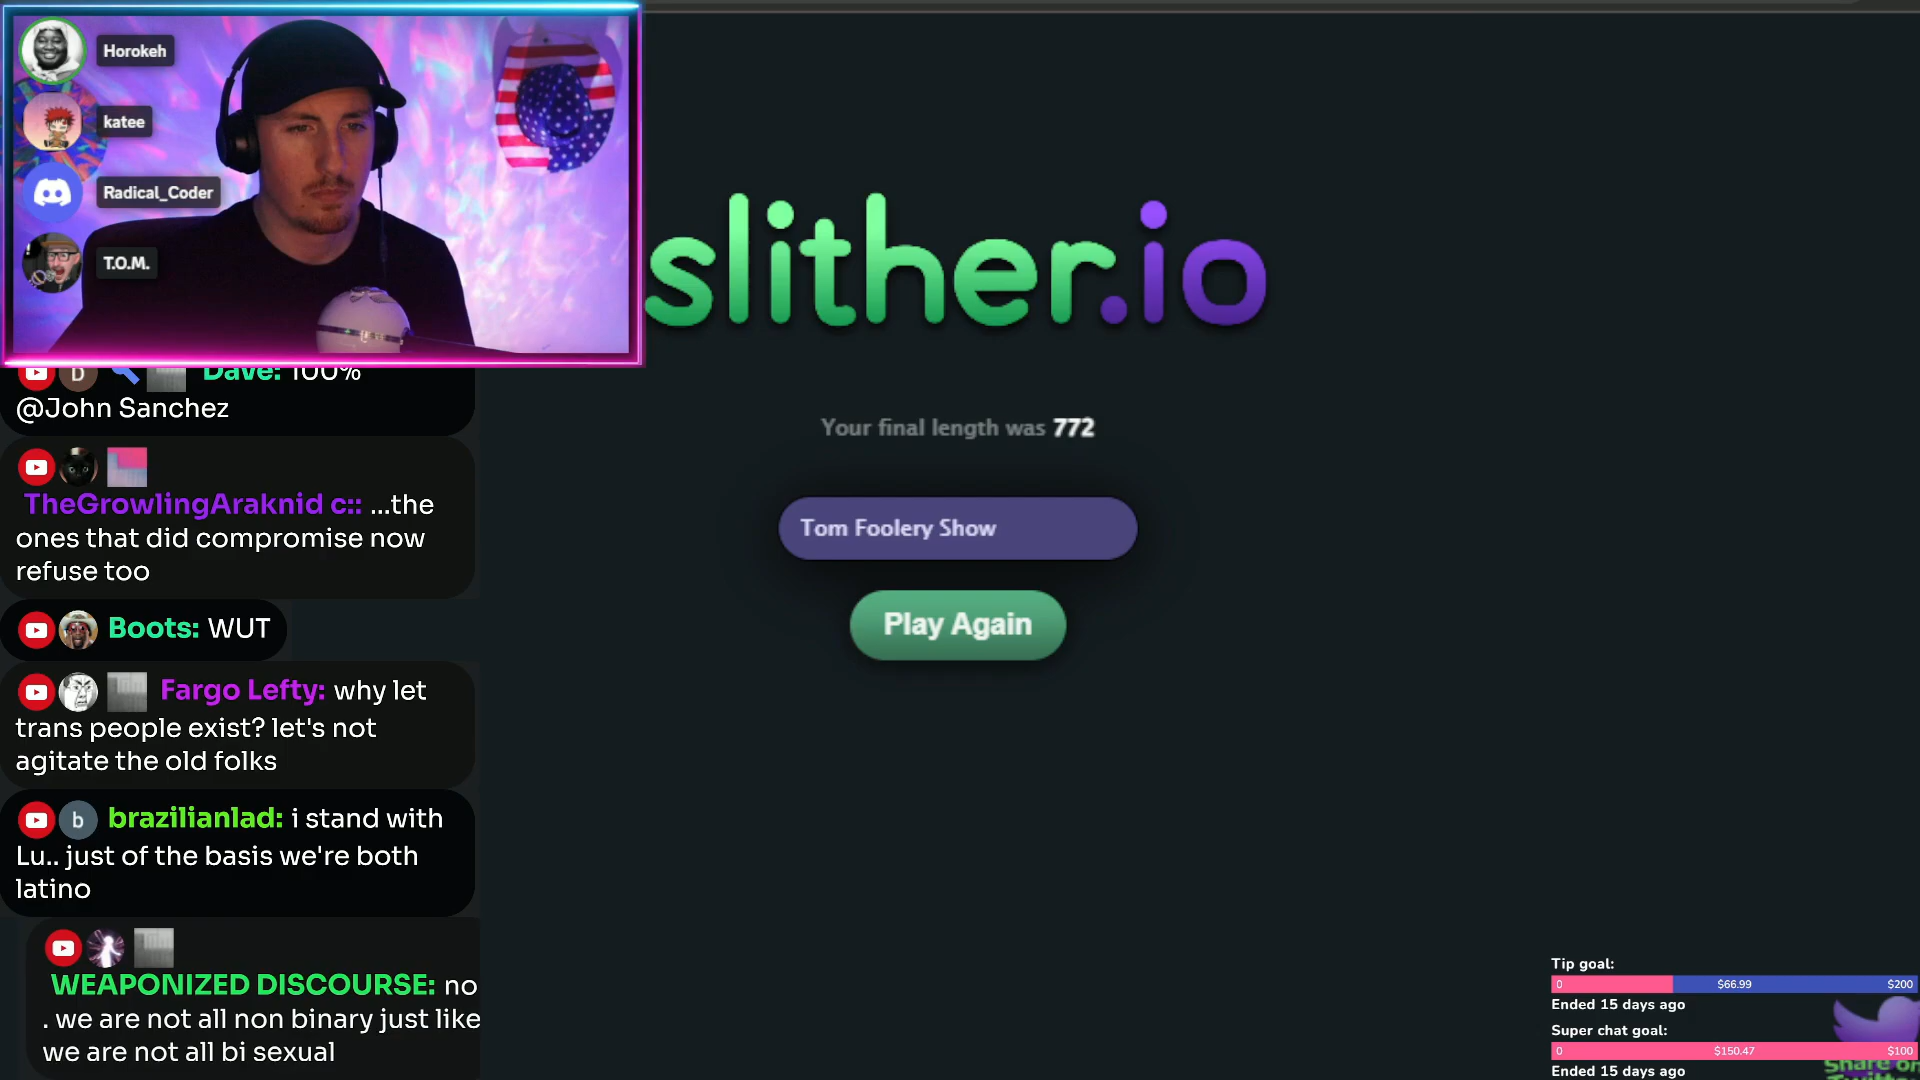 Horokeh
katee
Radical_Coder
T.O.M.
slither.io
Your final length was 772
Tom Foolery Show
Play Again
D Dave: 100%
@John Sanchez
TheGrowlingAraknid c:: ...the
ones that did compromise now
refuse too
Boots: WUT
Fargo Lefty: why let
trans people exist? let's not
agitate the old folks
b brazilianlad: i stand with
Lu.. just of the basis we're both
latino
WEAPONIZED DISCOURSE: no
. we are not all non binary just like
we are not all bi sexual
Tip goal:
0 $66.99 $200
Ended 15 days ago
Super chat goal:
0 $150.47 $100
Ended 15 days ago
Share on